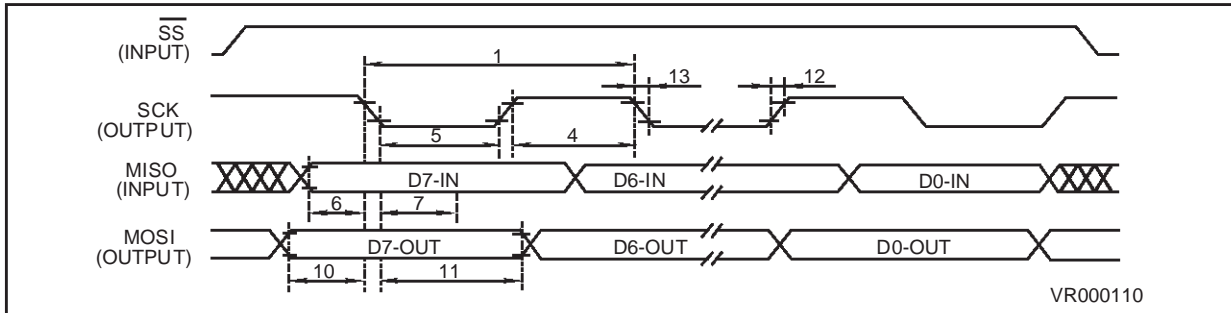 SS
(INPUT)
1
13
12
SCK
(OUTPUT)
5
4
MISO
(INPUT)
D7-IN
D6-IN
D0-IN
6
7
MOSI
(OUTPUT)
D7-OUT
D6-OUT
D0-OUT
10
11
VR000110